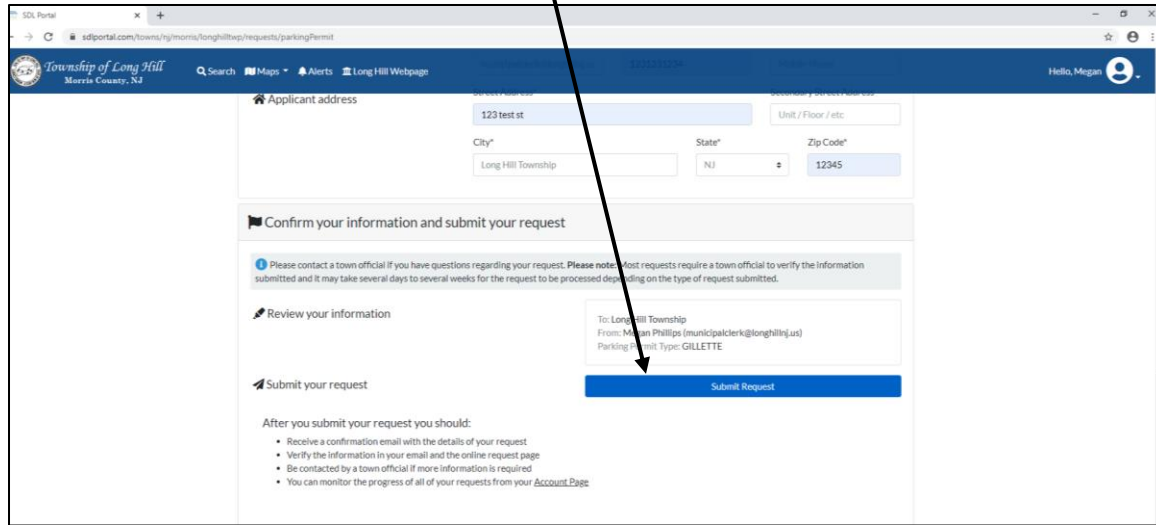 SDL Portal
sdlportal.com/towns/nj/morris/longhilltwp/requests/parkingPermit
Township of Long Hill
Morris County, NJ
Search Maps Alerts Long Hill Webpage
Hello, Megan
Applicant address
Street Address Secondary Street Address
123 test st Unit / Floor / etc
City* State* Zip Code*
Long Hill Township NJ 12345
Confirm your information and submit your request
Please contact a town official if you have questions regarding your request. Please note: Most requests require a town official to verify the information
submitted and it may take several days to several weeks for the request to be processed depending on the type of request submitted.
Review your information
To: Long Hill Township
From: Megan Phillips (municipalclerk@longhillnj.us)
Parking Permit Type: GILLETTE
Submit your request
Submit Request
After you submit your request you should:
• Receive a confirmation email with the details of your request
• Verify the information in your email and the online request page
• Be contacted by a town official if more information is required
• You can monitor the progress of all of your requests from your Account Page